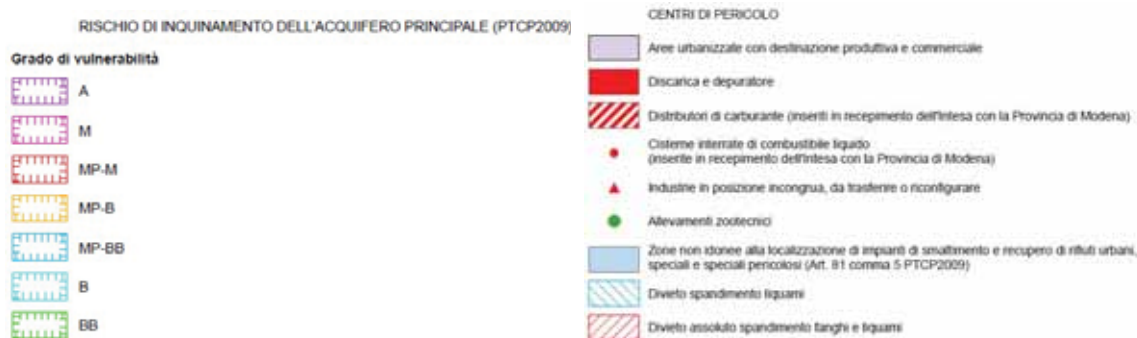 RISCHIO DI INQUINAMENTO DELL'ACQUIFERO PRINCIPALE (PTCP2009)
Grado di vulnerabilità
A
M
MP-M
MP-B
MP-BB
B
BB
CENTRI DI PERICOLO
Aree urbanizzate con destinazione produttiva e commerciale
Discarica e depuratore
Distributori di carburante (inseriti in recepimento dell'Intesa con la Provincia di Modena)
Cisterne interrate di combustibile liquido
(inserite in recepimento dell'Intesa con la Provincia di Modena)
Industrie in posizione incongrua, da trasferire o riconfigurare
Allevamenti zootecnici
Zone non idonee alla localizzazione di impianti di smaltimento e recupero di rifiuti urbani,
speciali e speciali pericolosi (Art. 81 comma 5 PTCP2009)
Divieto spandimento liquami
Divieto assoluto spandimento fanghi e liquami